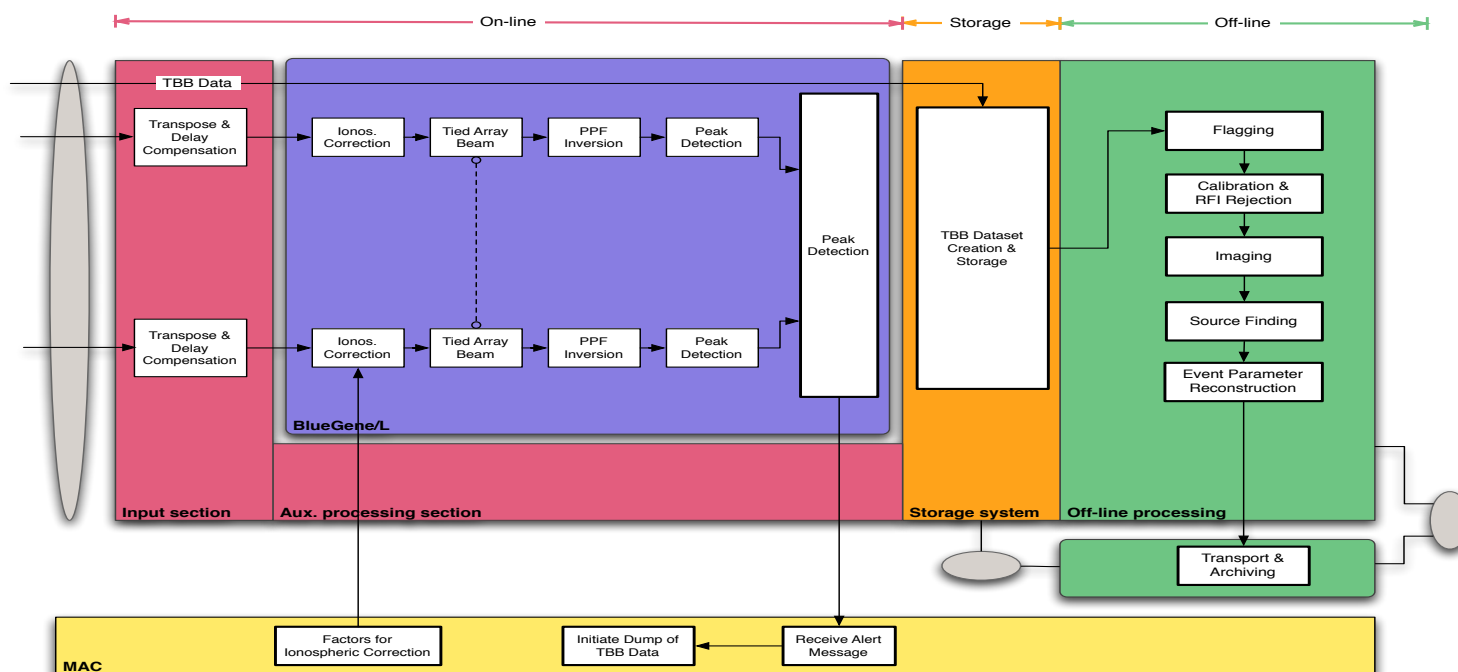 On-line
Storage
Off-line
TBB Data
Transpose &
Delay
Compensation
Ionos.
Correction
Tied Array
Beam
PPF
Inversion
Peak
Detection
Peak
Detection
TBB Dataset
Creation &
Storage
Flagging
Calibration &
RFI Rejection
Imaging
Source Finding
Event Parameter
Reconstruction
Transpose &
Delay
Compensation
Ionos.
Correction
Tied Array
Beam
PPF
Inversion
Peak
Detection
BlueGene/L
Input section
Aux. processing section
Storage system
Off-line processing
Transport &
Archiving
Factors for
Ionospheric Correction
Initiate Dump of
TBB Data
Receive Alert
Message
MAC